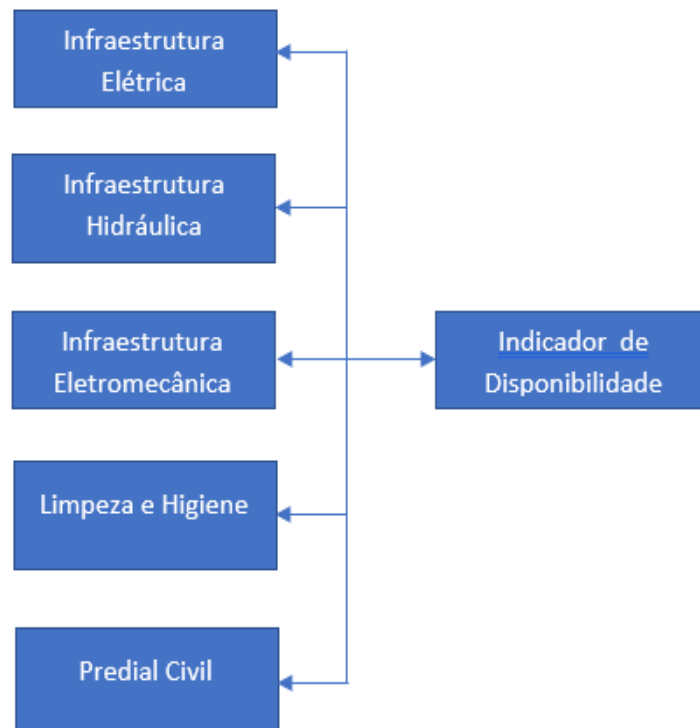 Infraestrutura
Elétrica
Infraestrutura
Hidráulica
Infraestrutura
Eletromecânica
Indicador de
Disponibilidade
Limpeza e Higiene
Predial Civil